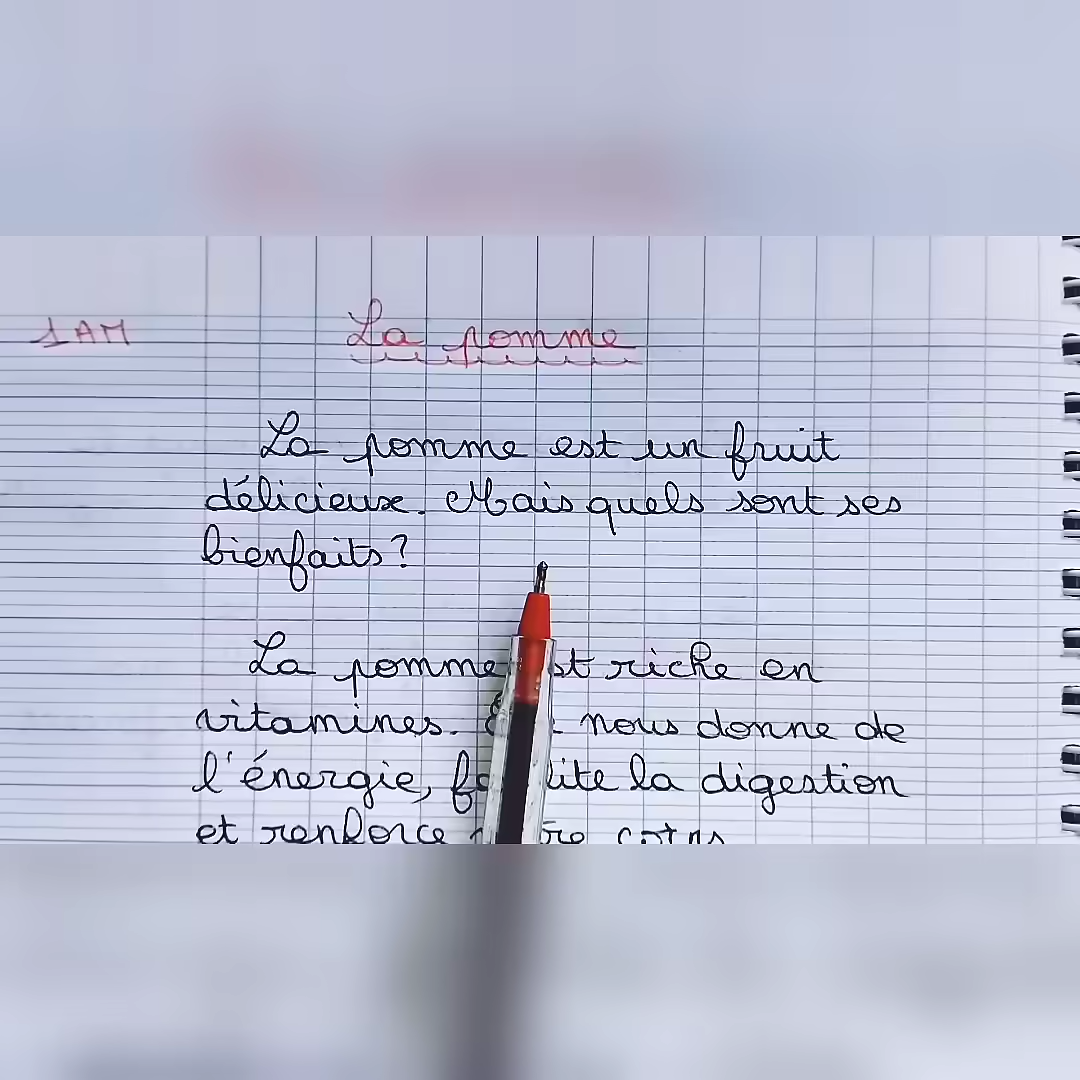 1AM
La pomme
La pomme est un fruit
délicieux. Mais quels sont ses
bienfaits?
La pomme riche en
vitamines. nous donne de
l'énergie, la digestion
et renforce